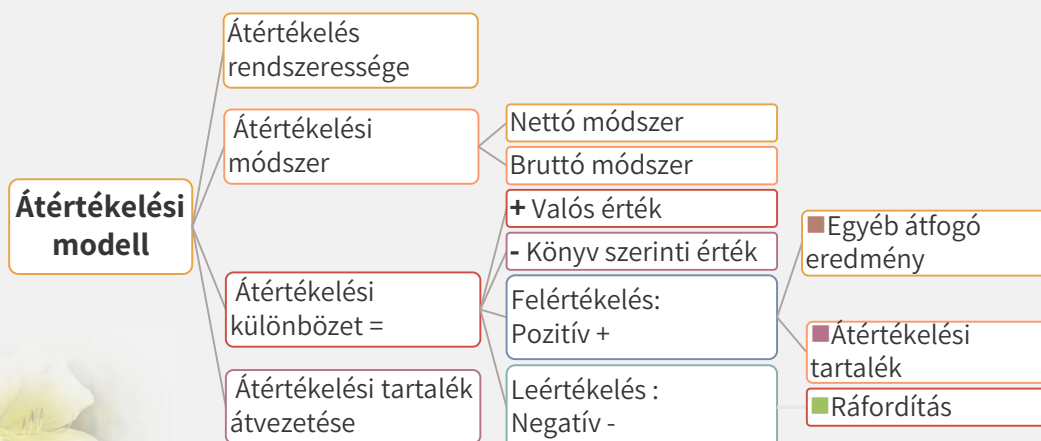 Átértékelési
modell
Átértékelés
rendszeressége
Átértékelési
módszer
Nettó módszer
Bruttó módszer
Átértékelési
különbözet =
+ Valós érték
- Könyv szerinti érték
Felértékelés:
Pozitív +
Egyéb átfogó
eredmény
Átértékelési
tartalék
Leértékelés :
Negatív -
Ráfordítás
Átértékelési tartalék
átvezetése